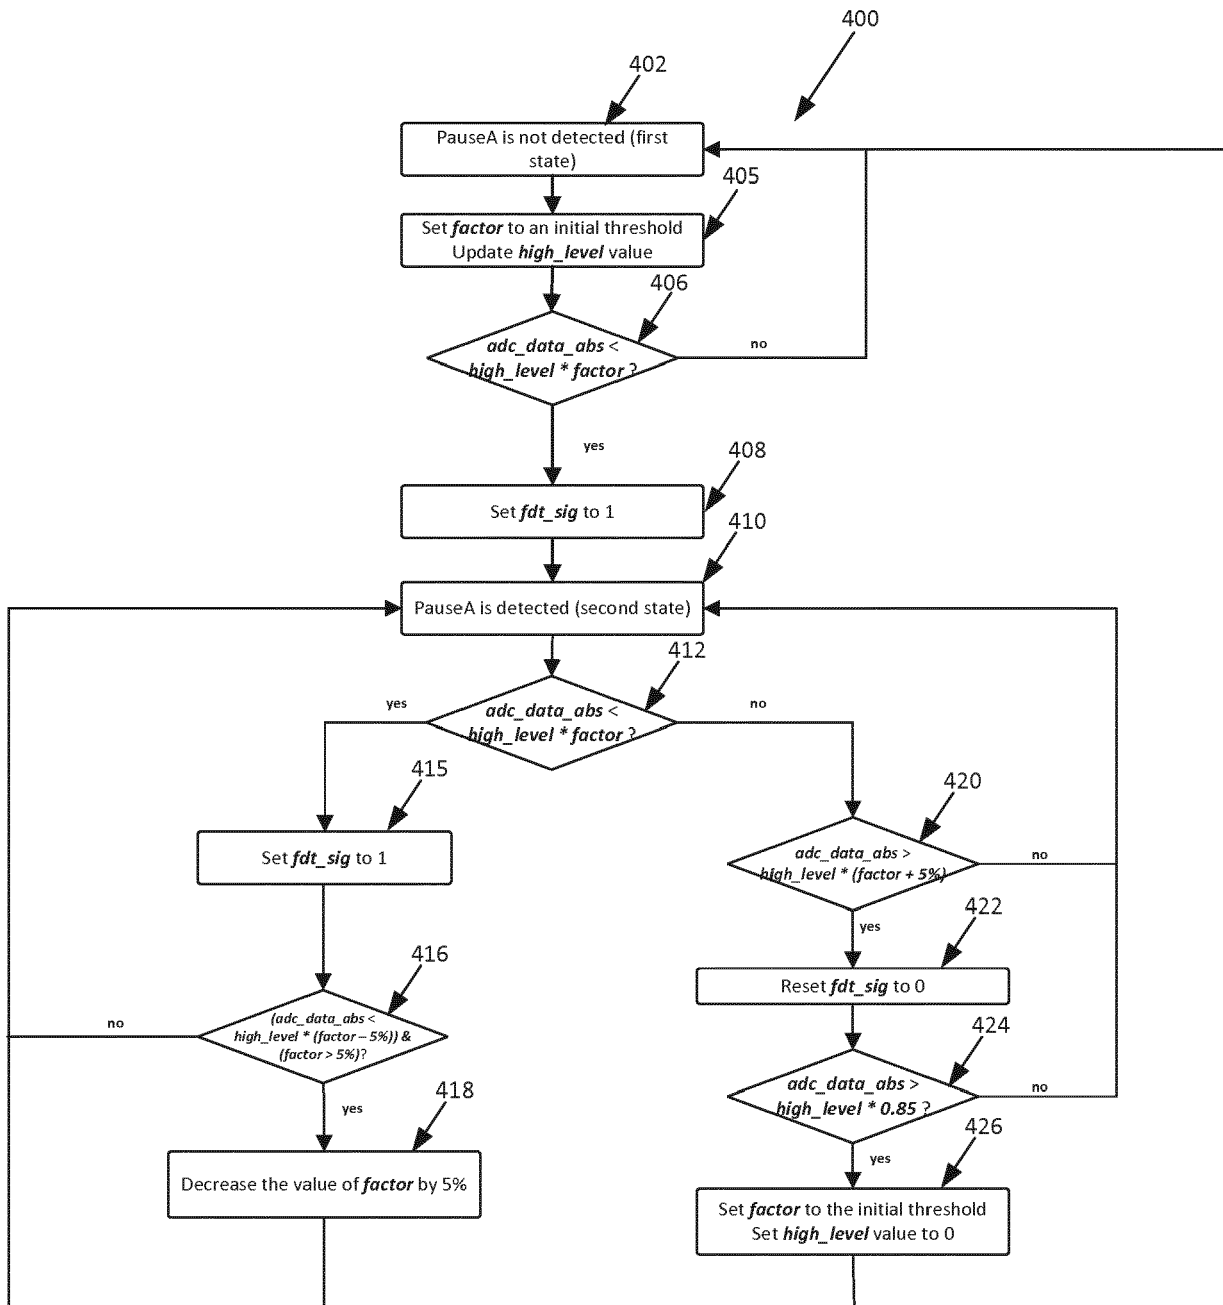 400
402
PauseA is not detected (first
state)
405
Set factor to an initial threshold
Update high_level value
406
adc_data_abs <
high_level * factor ?
no
yes
408
Set fdt_sig to 1
410
PauseA is detected (second state)
412
yes
adc_data_abs <
high_level * factor ?
no
415
Set fdt_sig to 1
420
adc_data_abs >
high_level * (factor + 5%)
no
yes
422
Reset fdt_sig to 0
416
no
(adc_data_abs <
high_level * (factor – 5%)) &
(factor > 5%)?
yes
424
adc_data_abs >
high_level * 0.85 ?
no
yes
418
Decrease the value of factor by 5%
426
Set factor to the initial threshold
Set high_level value to 0